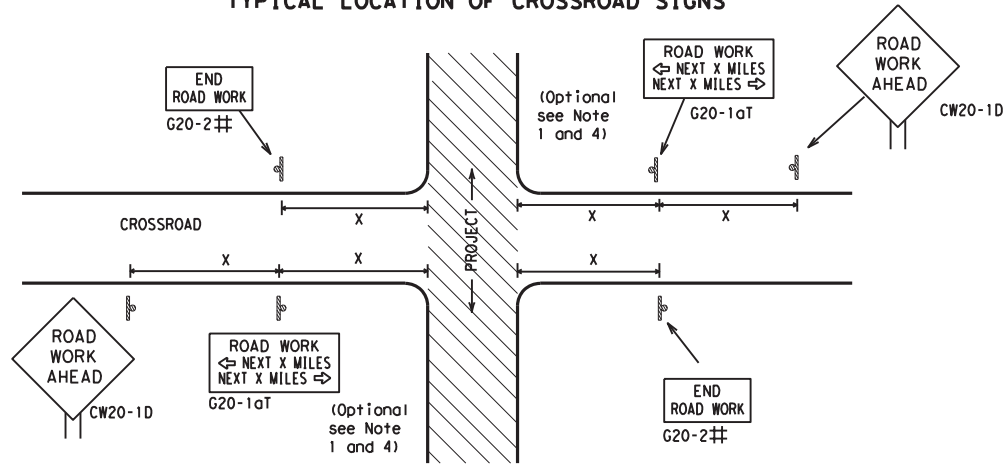 TYPICAL LOCATION OF CROSSROAD SIGNS
END
ROAD WORK
G20-2#
ROAD WORK
⇦ NEXT X MILES
NEXT X MILES ⇨
G20-1aT
(Optional
see Note
1 and 4)
ROAD
WORK
AHEAD
CW20-1D
X
X
X
CROSSROAD
PROJECT
X
X
X
ROAD
WORK
AHEAD
CW20-1D
ROAD WORK
⇦ NEXT X MILES
NEXT X MILES ⇨
G20-1aT
(Optional
see Note
1 and 4)
END
ROAD WORK
G20-2#